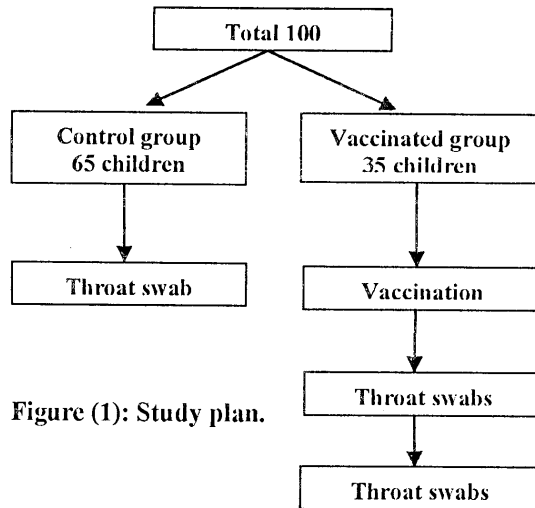 Total 100
Control group
65 children
Vaccinated group
35 children
Throat swab
Vaccination
Throat swabs
Figure (1): Study plan.
Throat swabs